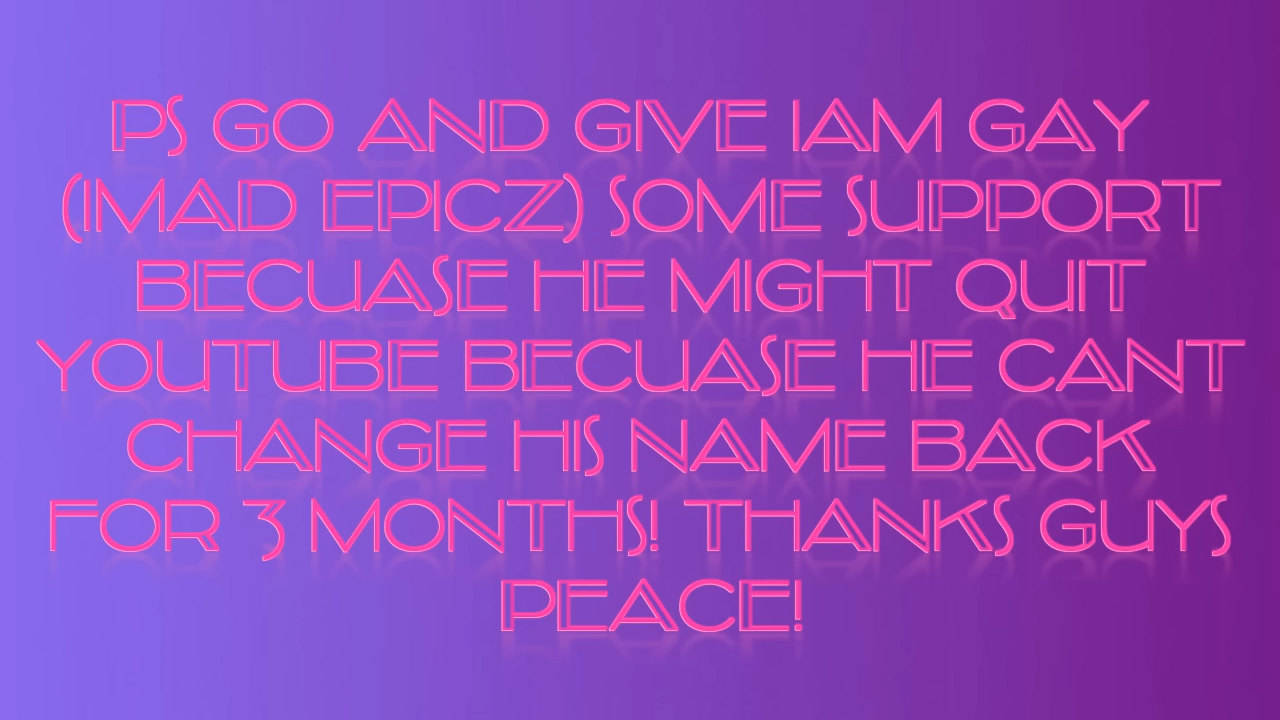 PS GO AND GIVE IAM GAY
(IMAD EPICZ) SOME SUPPORT
BECUASE HE MIGHT QUIT
YOUTUBE BECUASE HE CANT
CHANGE HIS NAME BACK
FOR 3 MONTHS! THANKS GUYS
PEACE!